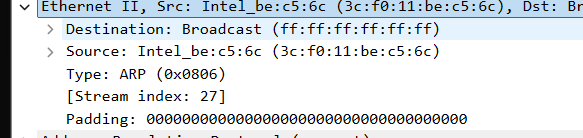 Ethernet II, Src: Intel_be:c5:6c (3c:f0:11:be:c5:6c), Dst: Br
Destination: Broadcast (ff:ff:ff:ff:ff:ff)
Source: Intel_be:c5:6c (3c:f0:11:be:c5:6c)
Type: ARP (0x0806)
[Stream index: 27]
Padding: 000000000000000000000000000000000000